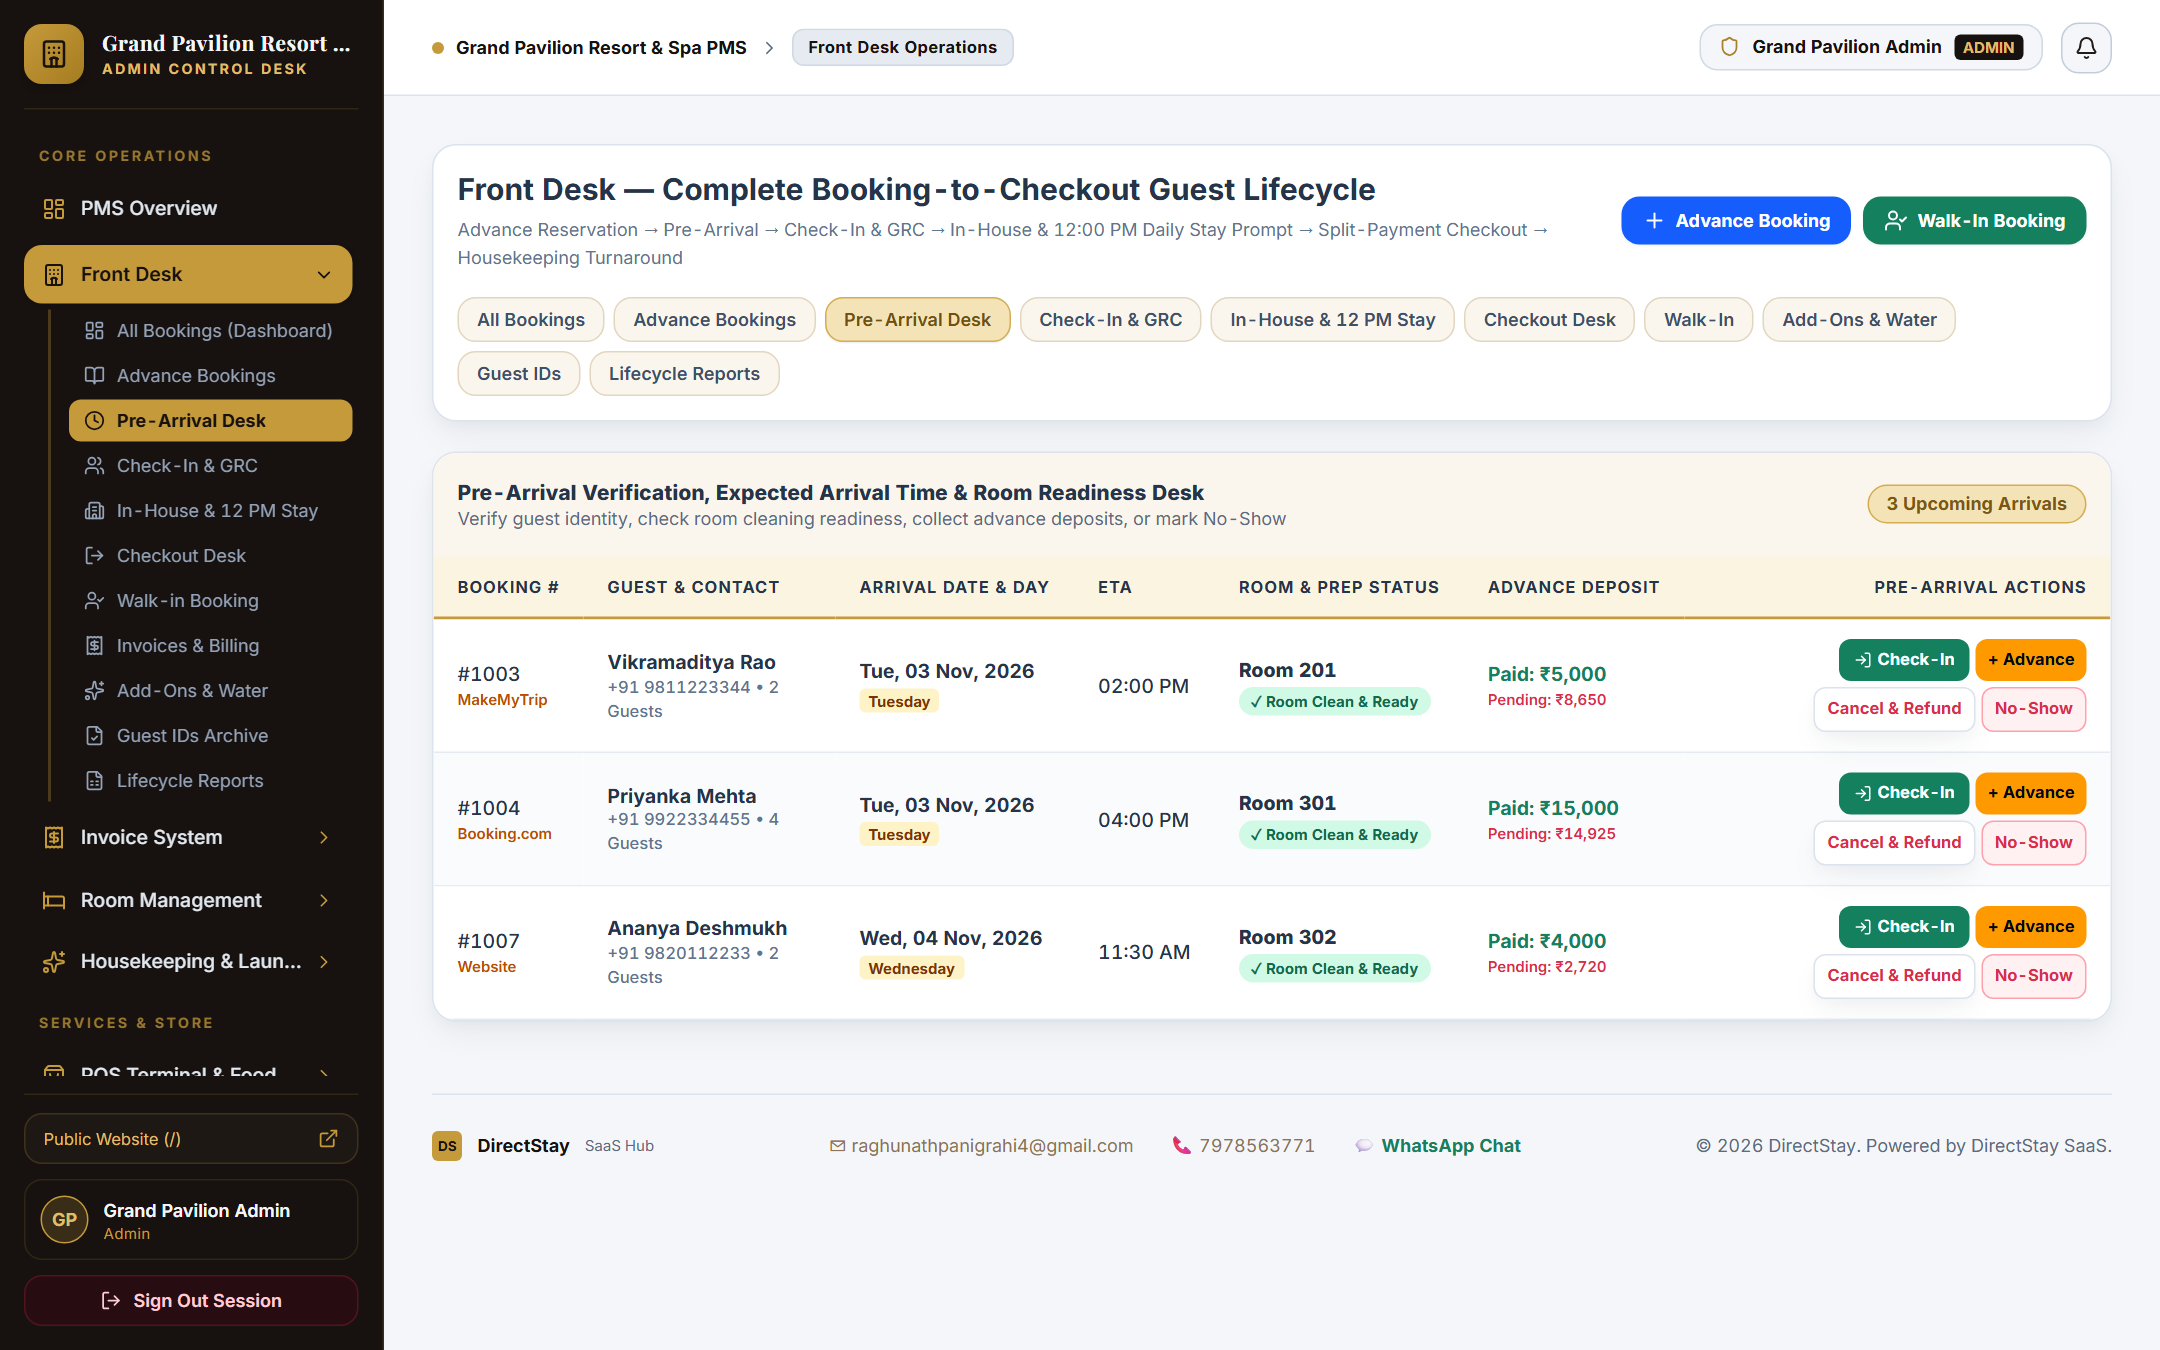 Grand Pavilion Resort ...
ADMIN CONTROL DESK
CORE OPERATIONS
PMS Overview
Front Desk
All Bookings (Dashboard)
Advance Bookings
Pre-Arrival Desk
Check-In & GRC
In-House & 12 PM Stay
Checkout Desk
Walk-in Booking
Invoices & Billing
Add-Ons & Water
Guest IDs Archive
Lifecycle Reports
Invoice System
Room Management
Housekeeping & Laun...
SERVICES & STORE
POS Terminal & Food
Public Website (/)
GP
Grand Pavilion Admin
Admin
Sign Out Session
Grand Pavilion Resort & Spa PMS
Front Desk Operations
Grand Pavilion Admin ADMIN
Front Desk — Complete Booking-to-Checkout Guest Lifecycle
Advance Reservation → Pre-Arrival → Check-In & GRC → In-House & 12:00 PM Daily Stay Prompt → Split-Payment Checkout →
Housekeeping Turnaround
+ Advance Booking
Walk-In Booking
All Bookings
Advance Bookings
Pre-Arrival Desk
Check-In & GRC
In-House & 12 PM Stay
Checkout Desk
Walk-In
Add-Ons & Water
Guest IDs
Lifecycle Reports
Pre-Arrival Verification, Expected Arrival Time & Room Readiness Desk
Verify guest identity, check room cleaning readiness, collect advance deposits, or mark No-Show
3 Upcoming Arrivals
BOOKING # GUEST & CONTACT ARRIVAL DATE & DAY ETA ROOM & PREP STATUS ADVANCE DEPOSIT PRE-ARRIVAL ACTIONS
#1003
MakeMyTrip
Vikramaditya Rao
+91 9811223344 • 2
Guests
Tue, 03 Nov, 2026
Tuesday
02:00 PM
Room 201
✓ Room Clean & Ready
Paid: ₹5,000
Pending: ₹8,650
Check-In
+ Advance
Cancel & Refund
No-Show
#1004
Booking.com
Priyanka Mehta
+91 9922334455 • 4
Guests
Tue, 03 Nov, 2026
Tuesday
04:00 PM
Room 301
✓ Room Clean & Ready
Paid: ₹15,000
Pending: ₹14,925
Check-In
+ Advance
Cancel & Refund
No-Show
#1007
Website
Ananya Deshmukh
+91 9820112233 • 2
Guests
Wed, 04 Nov, 2026
Wednesday
11:30 AM
Room 302
✓ Room Clean & Ready
Paid: ₹4,000
Pending: ₹2,720
Check-In
+ Advance
Cancel & Refund
No-Show
DS DirectStay SaaS Hub
raghunathpanigrahi4@gmail.com
7978563771
WhatsApp Chat
© 2026 DirectStay. Powered by DirectStay SaaS.